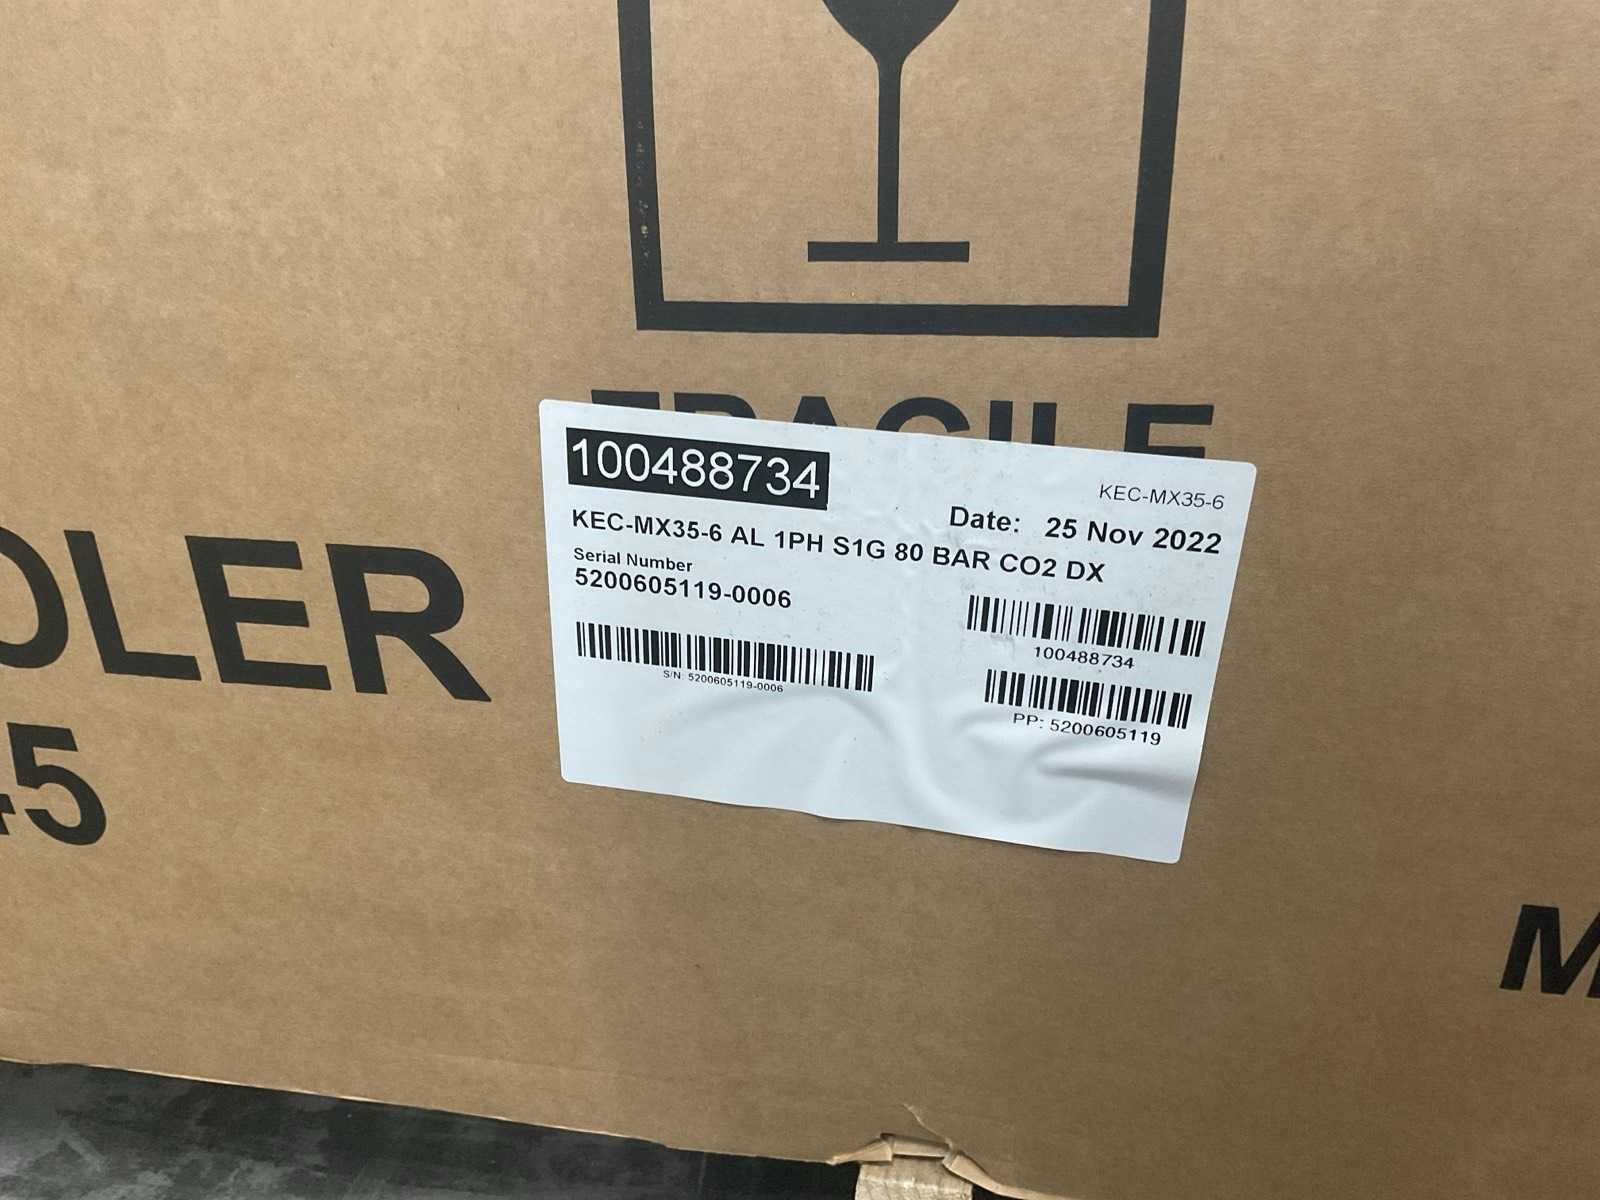 FRAGILE
100488734
KEC-MX35-6
Date: 25 Nov 2022
KEC-MX35-6 AL 1PH S1G 80 BAR CO2 DX
Serial Number
5200605119-0006
S/N: 5200605119-0006
100488734
PP: 5200605119
OLER
45
M